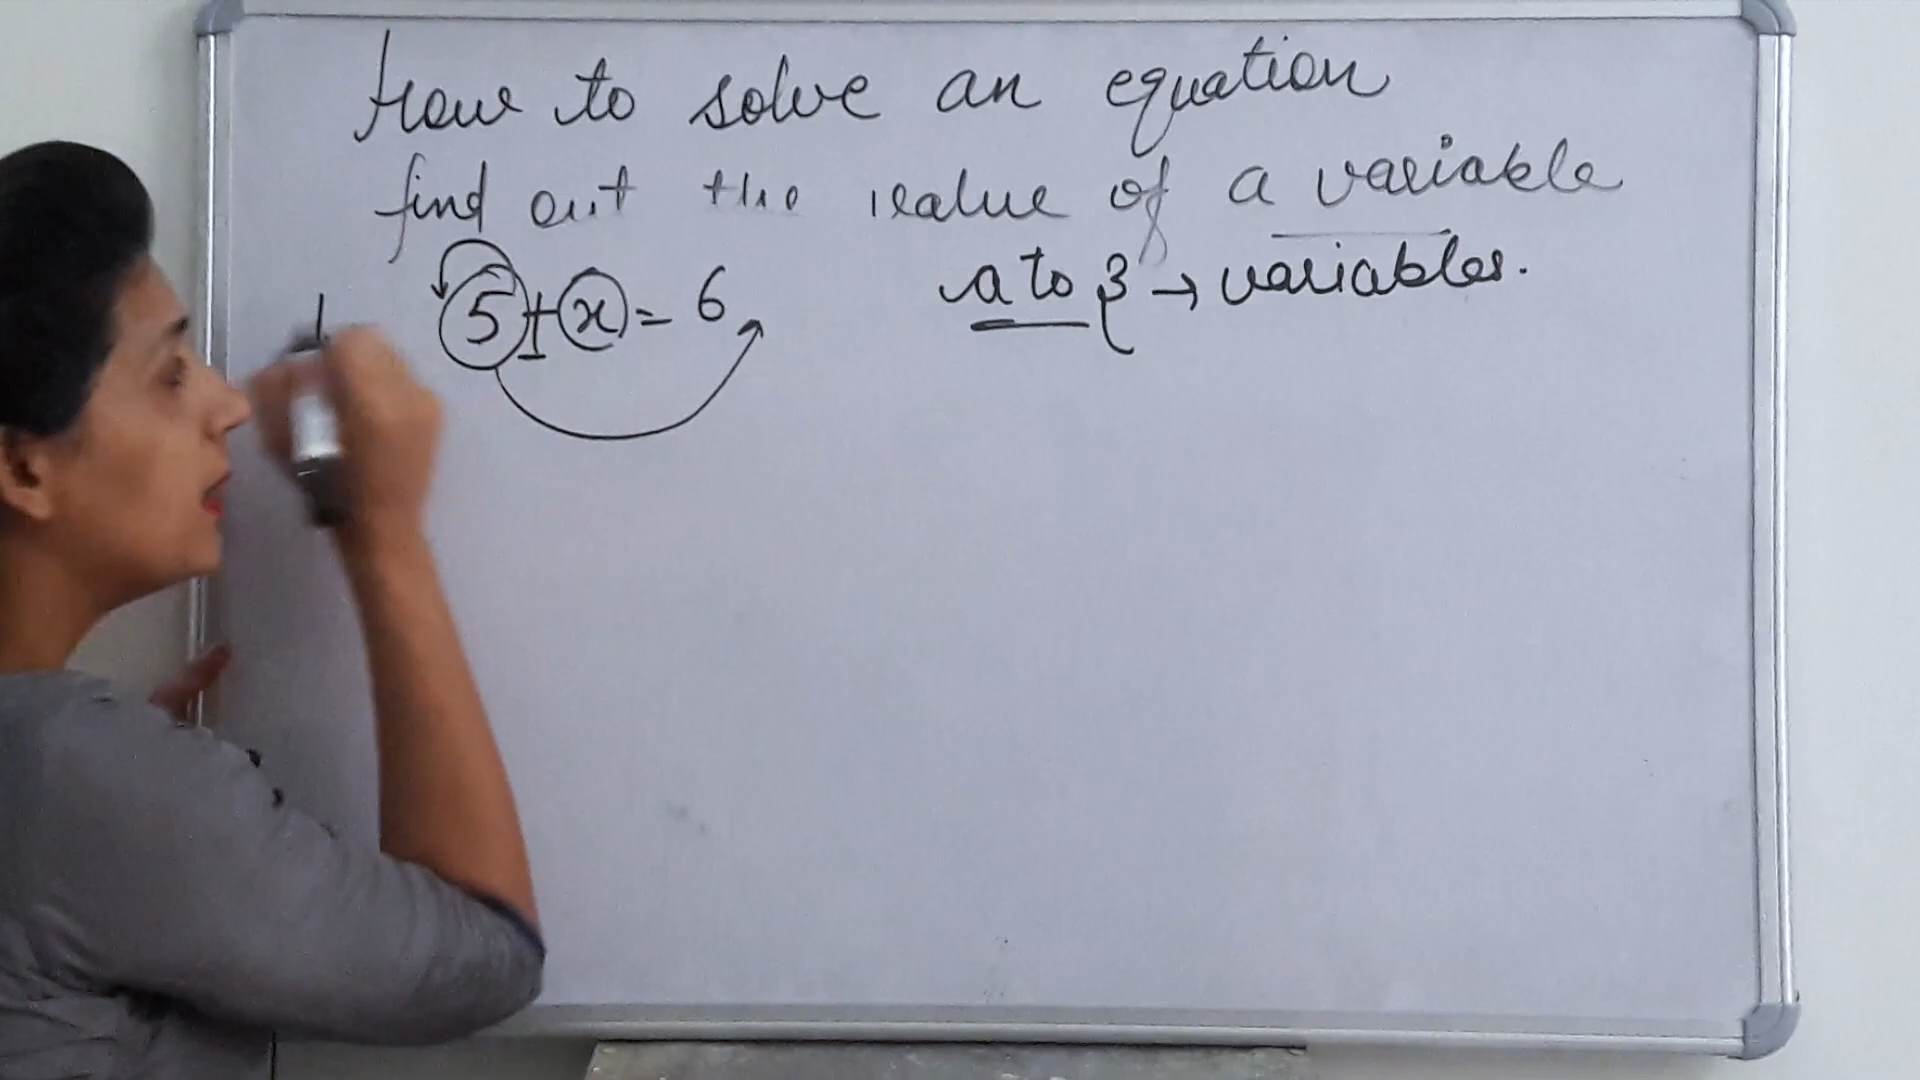 How to solve an equation
find out the value of a variable
5 + x = 6
a to z → variables.